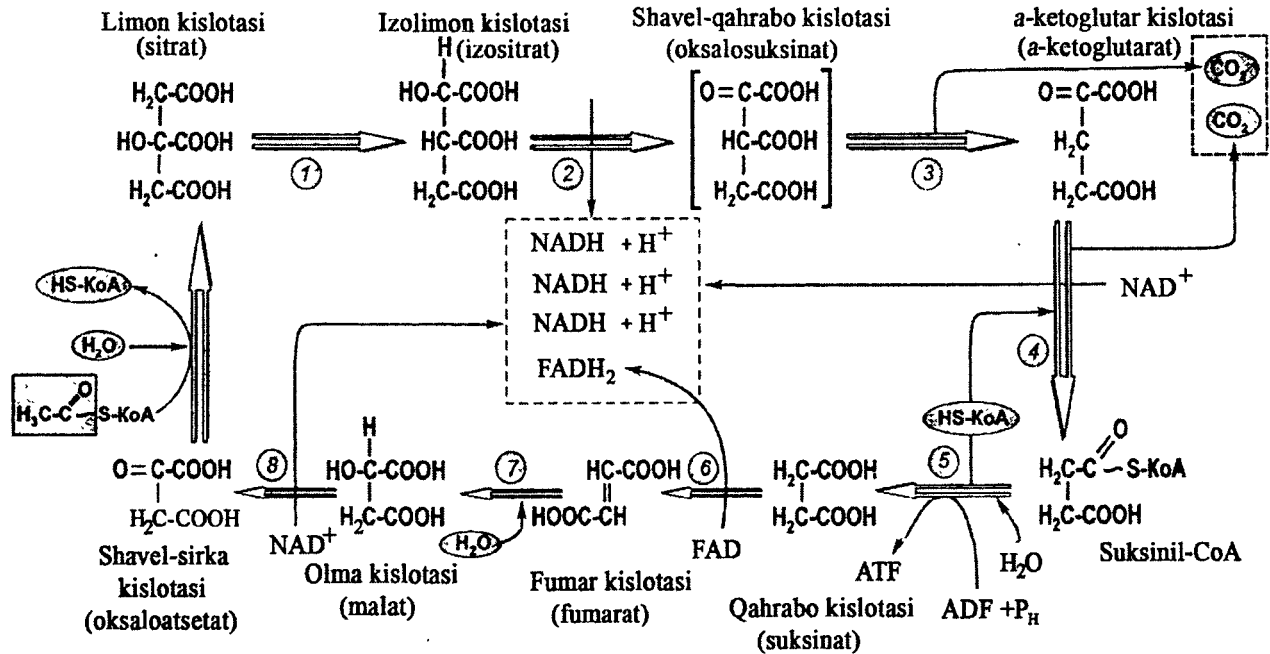 Limon kislotasi
(sitrat)
Izolimon kislotasi
(izositrat)
Shavel-qahrabo kislotasi
(oksalosuksinat)
a-ketoglutar kislotasi
(a-ketoglutarat)
H₂C-COOH
HO-C-COOH
H₂C-COOH
H
HO-C-COOH
HC-COOH
H₂C-COOH
O=C-COOH
HC-COOH
H₂C-COOH
O=C-COOH
H₂C
H₂C-COOH
CO₂
CO₂
1
2
3
NADH + H⁺
NADH + H⁺
NADH + H⁺
FADH₂
NAD⁺
HS-KoA
H₂O
O
H₃C-C~S-KoA
4
HS-KoA
O=C-COOH
H₂C-COOH
8
H
HO-C-COOH
H₂C-COOH
7
HC-COOH
HOOC-CH
6
H₂C-COOH
H₂C-COOH
5
O
H₂C-C~S-KoA
H₂C-COOH
NAD⁺
H₂O
FAD
ATF
ADF +P_H
H₂O
Suksinil-CoA
Shavel-sirka
kislotasi
(oksaloatsetat)
Olma kislotasi
(malat)
Fumar kislotasi
(fumarat)
Qahrabo kislotasi
(suksinat)